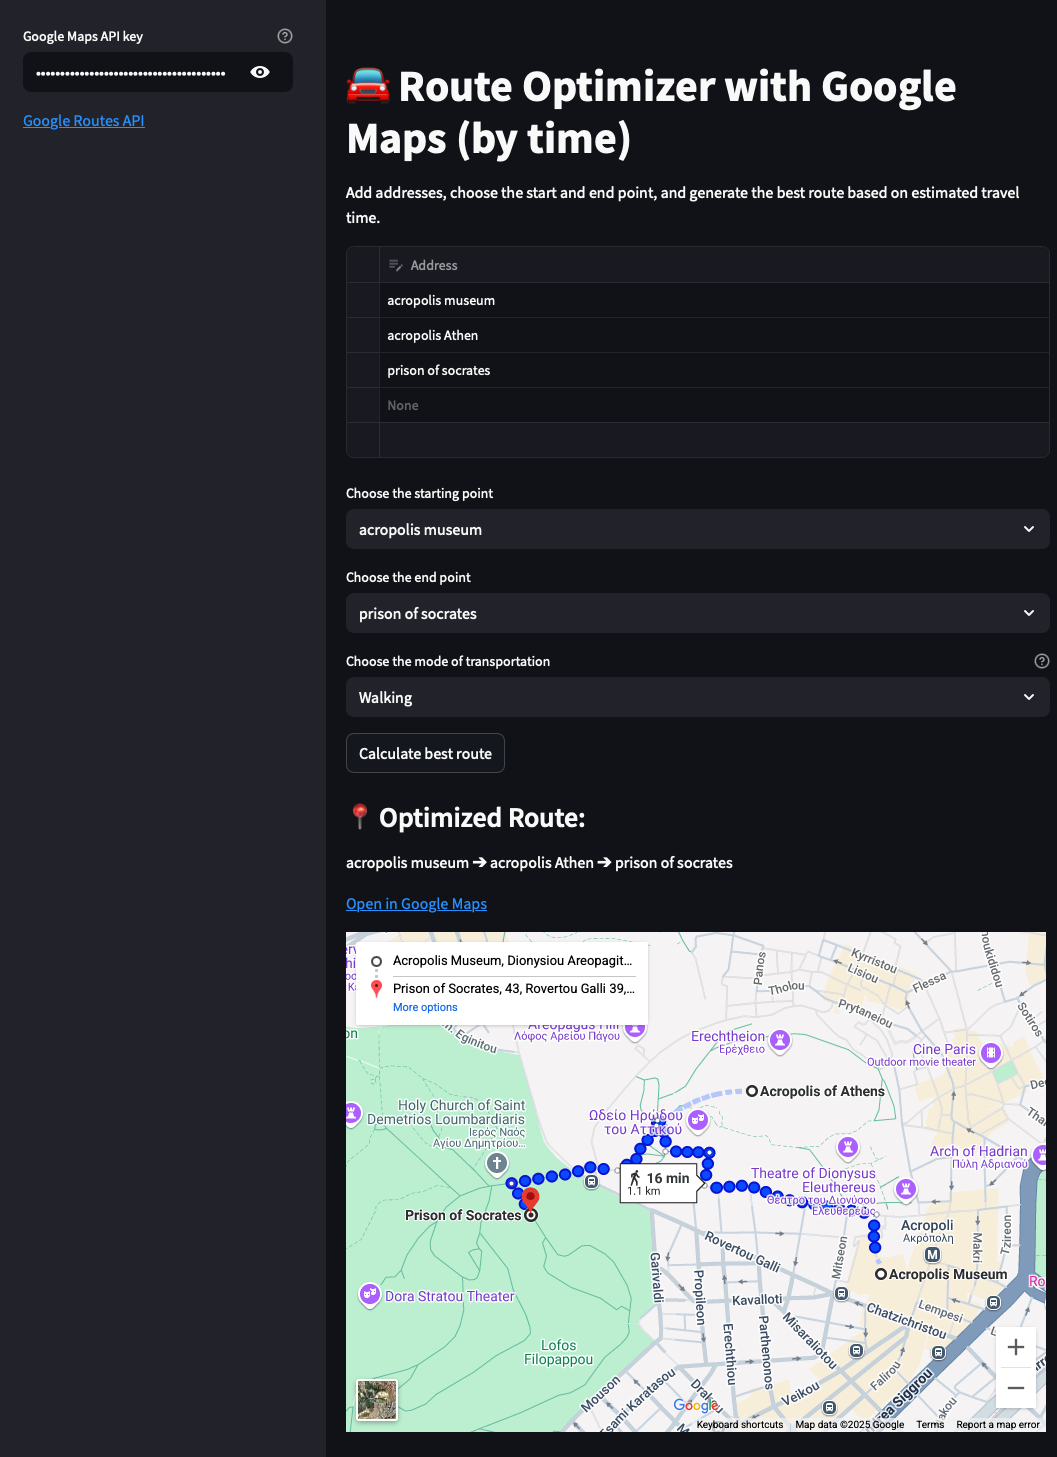 Google Maps API key
••••••••••••••••••••••••••••••••••••••
Google Routes API
🚘 Route Optimizer with Google
Maps (by time)
Add addresses, choose the start and end point, and generate the best route based on estimated travel
time.
Address
acropolis museum
acropolis Athen
prison of socrates
None
Choose the starting point
acropolis museum
Choose the end point
prison of socrates
Choose the mode of transportation
Walking
Calculate best route
📍 Optimized Route:
acropolis museum ➔ acropolis Athen ➔ prison of socrates
Open in Google Maps
Acropolis Museum, Dionysiou Areopagit...
Prison of Socrates, 43, Rovertou Galli 39,...
More options
Eginitou
Areopagus Hill
Λόφος Αρείου Πάγου
Erechtheion
Ερέχθειο
Panos
Tholou
Kyrristou
Lisiou
Flessa
Prytaneiou
Sotiros
Cine Paris
Outdoor movie theater
Acropolis of Athens
Holy Church of Saint
Demetrios Loumbardiaris
Ιερός Ναός
Αγίου Δημητρίου...
Ωδείο Ηρώδου
του Αττικού
Arch of Hadrian
Πύλη Αδριανού
16 min
1.1 km
Theatre of Dionysus
Eleuthereus
Θέατρο του Διονύσου
Ελευθερέως
Prison of Socrates
Acropoli
Ακρόπολη
Makri
Tzireon
Mitseon
Rovertou Galli
Acropolis Museum
Garivaldi
Propileon
Kavalloti
Dora Stratou Theater
Erechthiou
Parthenonos
Misaraliotou
Chatzichristou
Lempesi
Lofos
Filopappou
Mouson
Tsami Karatasou
Veikou
Falirou
Google
Keyboard shortcuts
Map data ©2025 Google
Terms
Report a map error